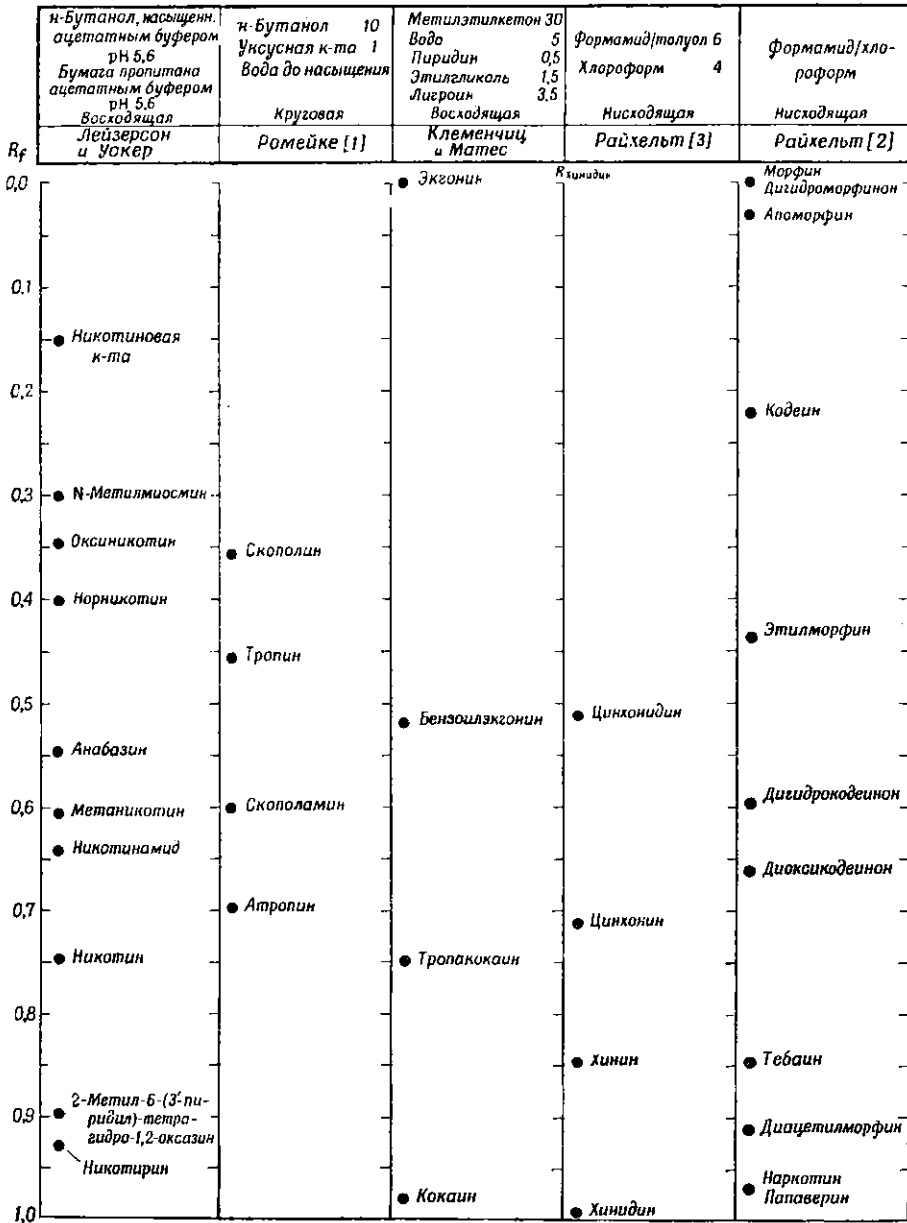 н-Бутанол, насыщенн.
ацетатным буфером
pH 5,6
Бумага пропитана
ацетатным буфером
pH 5,6
Восходящая
Лейзерсон
и Уокер
н-Бутанол 10
Уксусная к-та 1
Вода до насыщения
Круговая
Ромейке [1]
Метилэтилкетон 30
Вода 5
Пиридин 0,5
Этилгликоль 1,5
Лигроин 3,5
Восходящая
Клеменчиц
и Матес
Формамид/толуол 6
Хлороформ 4
Нисходящая
Райхельт [3]
Формамид/хло-
роформ
Нисходящая
Райхельт [2]
Rf
0,0
0,1
0,2
0,3
0,4
0,5
0,6
0,7
0,8
0,9
1,0
Никотиновая
к-та
N-Метилмиосмин
Оксиникотин
Норникотин
Анабазин
Метаникотин
Никотинамид
Никотин
2-Метил-6-(3'-пи-
ридил)-тетра-
гидро-1,2-оксазин
Никотирин
Скополин
Тропин
Скополамин
Атропин
Экгонин
Бензоилэкгонин
Тропакокаин
Кокаин
Rхинидин
Цинхонидин
Цинхонин
Хинин
Хинидин
Морфин
Дигидроморфинон
Апоморфин
Кодеин
Этилморфин
Дигидрокодеинон
Диоксикодеинон
Тебаин
Диацетилморфин
Наркотин
Папаверин